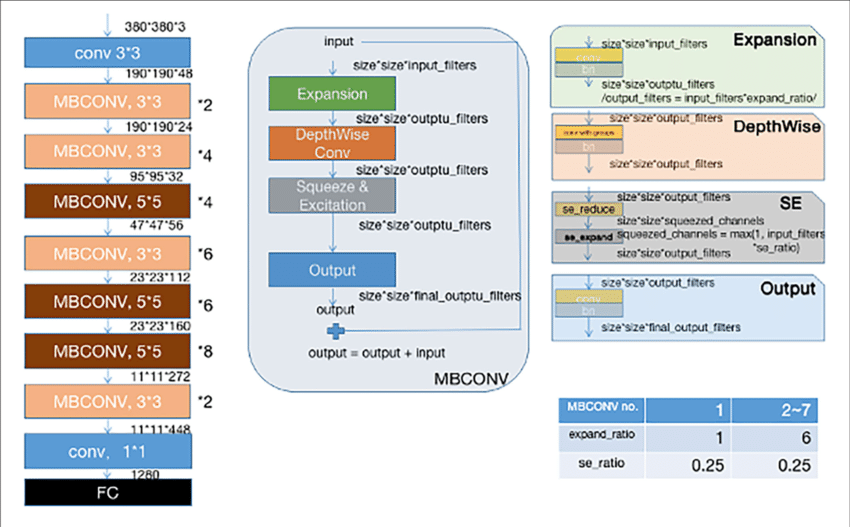 380*380*3
conv 3*3
190*190*48
MBCONV, 3*3 *2
190*190*24
MBCONV, 3*3 *4
95*95*32
MBCONV, 5*5 *4
47*47*56
MBCONV, 3*3 *6
23*23*112
MBCONV, 5*5 *6
23*23*160
MBCONV, 5*5 *8
11*11*272
MBCONV, 3*3 *2
11*11*448
conv, 1*1
1280
FC
input
size*size*input_filters
Expansion
size*size*outptu_filters
DepthWise
Conv
size*size*outptu_filters
Squeeze &
Excitation
size*size*outptu_filters
Output
size*size*final_outptu_filters
output
output = output + input
MBCONV
Expansion
size*size*input_filters
conv
bn
size*size*outptu_filters
/output_filters = input_filters*expand_ratio/
DepthWise
size*size*output_filters
conv with groups
bn
size*size*output_filters
SE
size*size*output_filters
se_reduce
size*size*squeezed_channels
squeezed_channels = max(1, input_filters
*se_ratio)
se_expand
size*size*output_filters
Output
size*size*output_filters
conv
bn
size*size*final_output_filters
MBCONV no. 1 2~7
expand_ratio 1 6
se_ratio 0.25 0.25